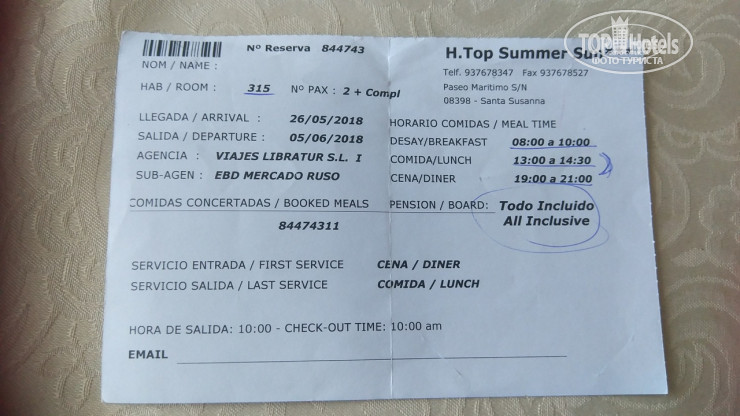 Nº Reserva 844743
NOM / NAME :
HAB / ROOM : 315 Nº PAX : 2 + Compl
LLEGADA / ARRIVAL : 26/05/2018
SALIDA / DEPARTURE : 05/06/2018
AGENCIA : VIAJES LIBRATUR S.L. I
SUB-AGEN : EBD MERCADO RUSO
COMIDAS CONCERTADAS / BOOKED MEALS
84474311
H.Top Summer Sun
Telf. 937678347 Fax 937678527
Paseo Maritimo S/N
08398 - Santa Susanna
HORARIO COMIDAS / MEAL TIME
DESAY/BREAKFAST 08:00 a 10:00
COMIDA/LUNCH 13:00 a 14:30
CENA/DINER 19:00 a 21:00
PENSION / BOARD: Todo Incluido
All Inclusive
SERVICIO ENTRADA / FIRST SERVICE CENA / DINER
SERVICIO SALIDA / LAST SERVICE COMIDA / LUNCH
HORA DE SALIDA: 10:00 - CHECK-OUT TIME: 10:00 am
EMAIL
TOP Hotels
ФОТО ТУРИСТА